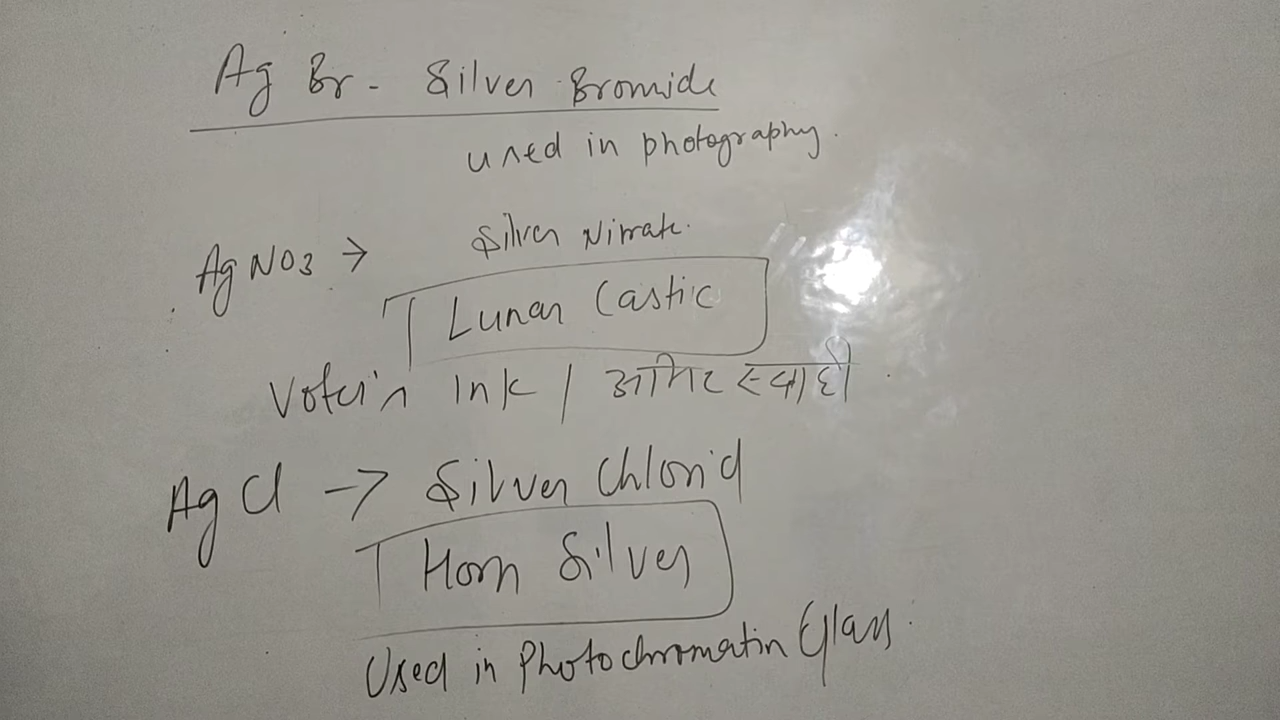 Ag Br - Silver Bromide
used in photography.
AgNO3 → Silver Nitrate.
Lunar Castic
Votein Ink / अमिट स्याही
AgCl → Silver Chlorid
Horn Silver
Used in Photochromatin Glass.